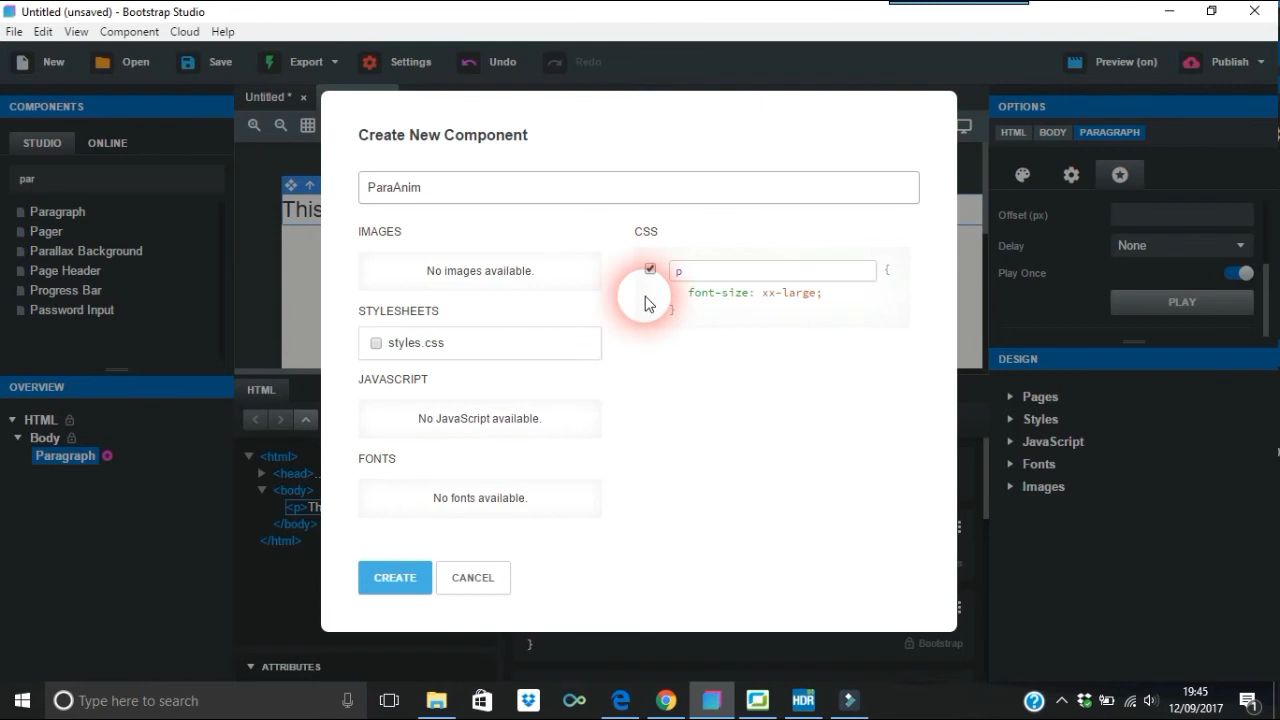 Untitled (unsaved) - Bootstrap Studio
File Edit View Component Cloud Help
New Open Save Export Settings Undo Redo Preview (on) Publish
COMPONENTS
STUDIO ONLINE
par
Paragraph
Pager
Parallax Background
Page Header
Progress Bar
Password Input
OVERVIEW
HTML
Body
Paragraph
Untitled * ×
This
HTML
<html>
<head>...
<body>
<p>Th
</body>
</html>
ATTRIBUTES
}
Bootstrap
Create New Component
ParaAnim
IMAGES
No images available.
STYLESHEETS
styles.css
JAVASCRIPT
No JavaScript available.
FONTS
No fonts available.
CSS
p {
font-size: xx-large;
}
CREATE CANCEL
OPTIONS
HTML BODY PARAGRAPH
Offset (px)
Delay None
Play Once
PLAY
DESIGN
Pages
Styles
JavaScript
Fonts
Images
Type here to search
HDR
19:45
12/09/2017
1